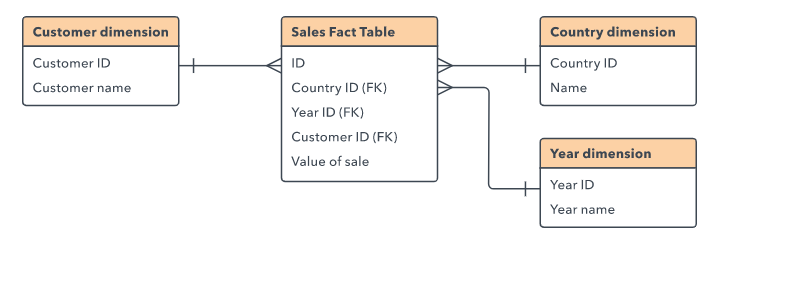 Customer dimension
Customer ID
Customer name
Sales Fact Table
ID
Country ID (FK)
Year ID (FK)
Customer ID (FK)
Value of sale
Country dimension
Country ID
Name
Year dimension
Year ID
Year name